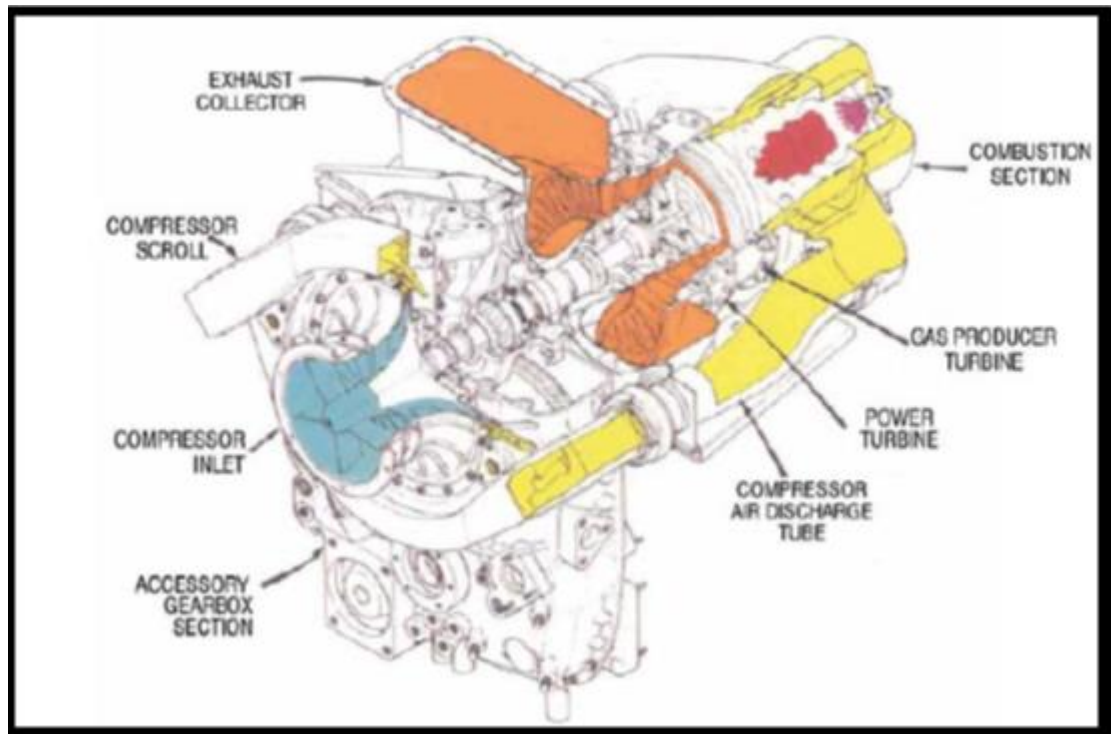 EXHAUST
COLLECTOR
COMBUSTION
SECTION
COMPRESSOR
SCROLL
GAS PRODUCER
TURBINE
POWER
TURBINE
COMPRESSOR
INLET
COMPRESSOR
AIR DISCHARGE
TUBE
ACCESSORY
GEARBOX
SECTION